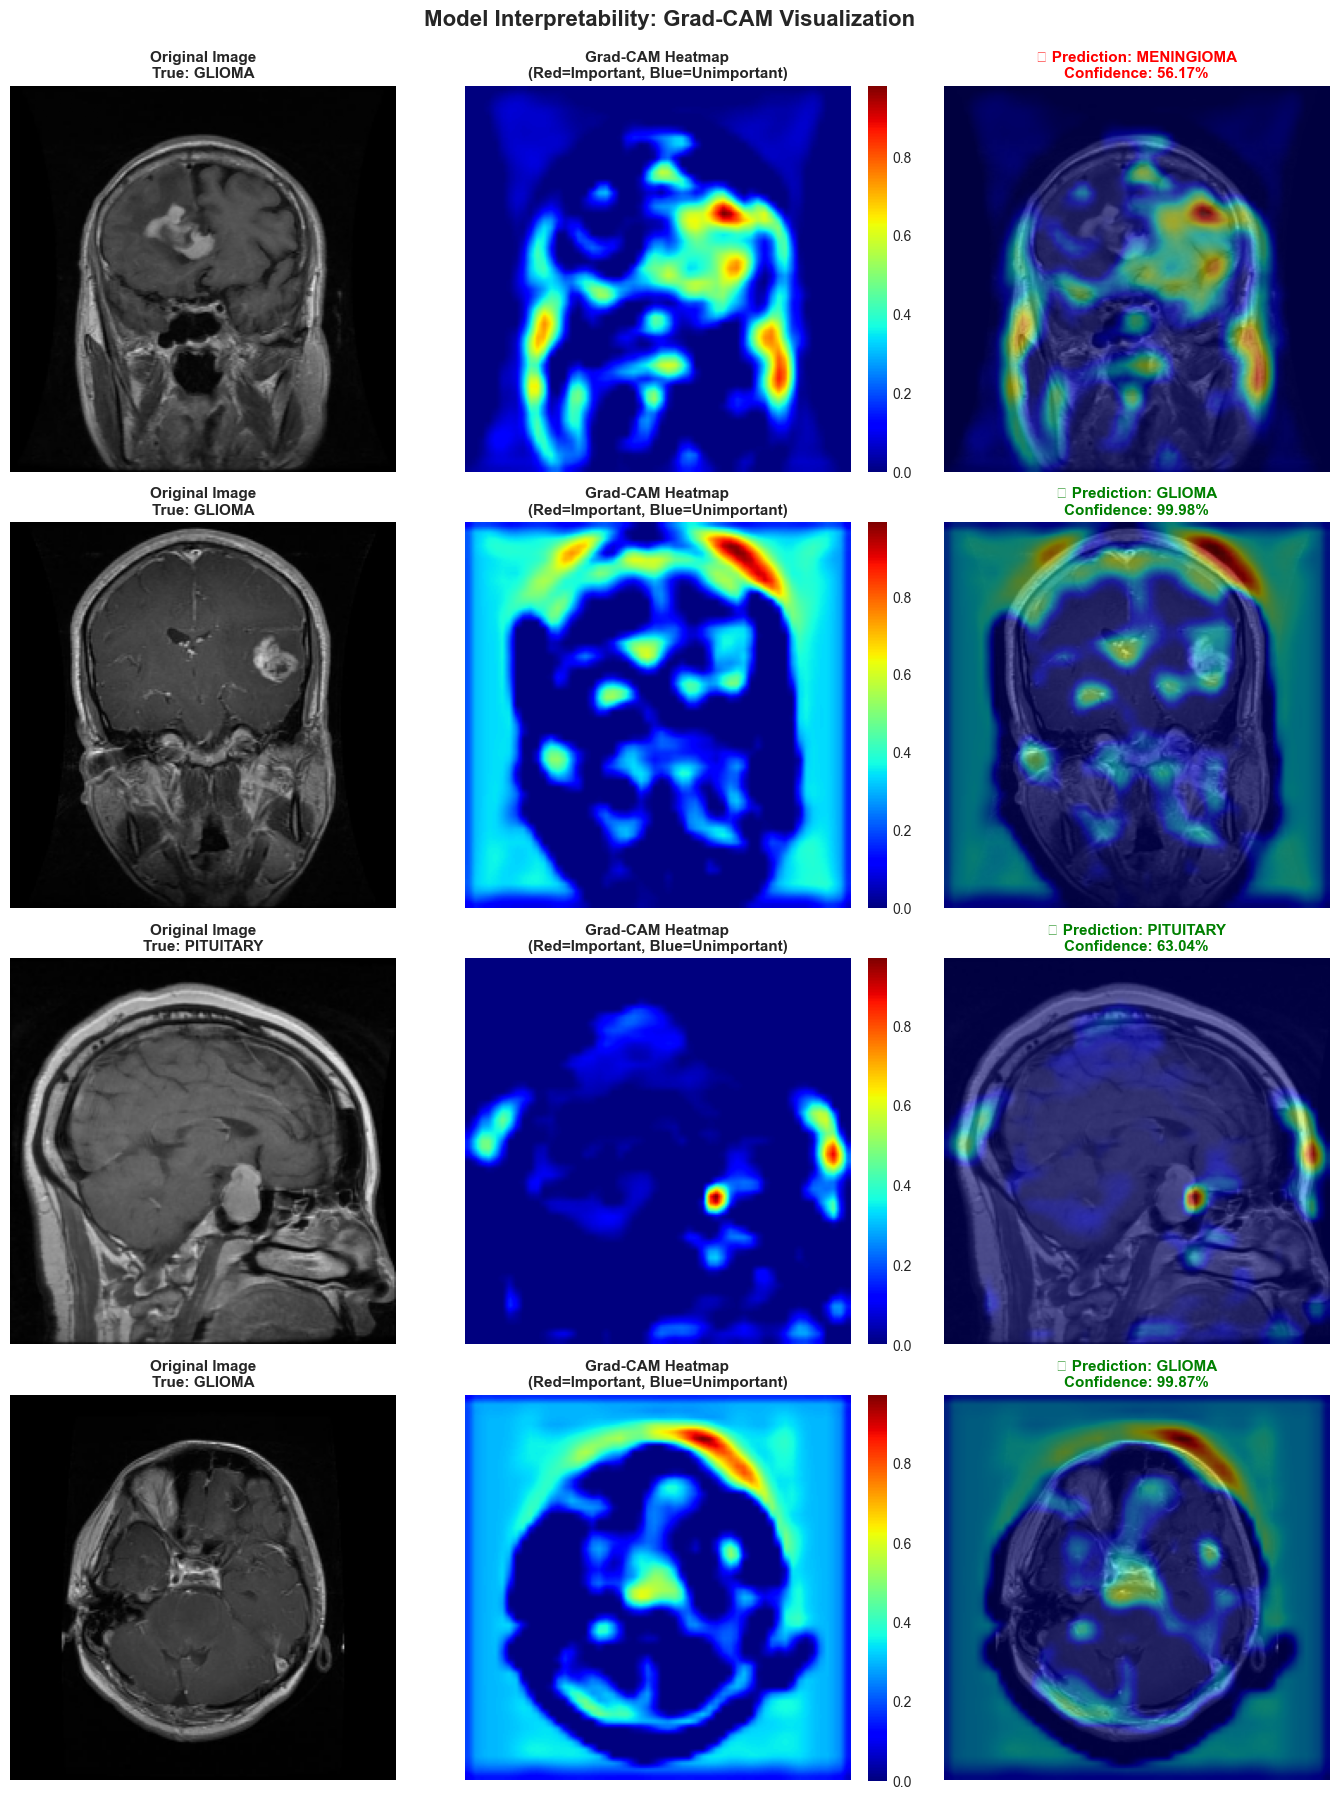 Model Interpretability: Grad-CAM Visualization
Original Image
True: GLIOMA
Grad-CAM Heatmap
(Red=Important, Blue=Unimportant)
▯ Prediction: MENINGIOMA
Confidence: 56.17%
0.8
0.6
0.4
0.2
0.0
Original Image
True: GLIOMA
Grad-CAM Heatmap
(Red=Important, Blue=Unimportant)
▯ Prediction: GLIOMA
Confidence: 99.98%
0.8
0.6
0.4
0.2
0.0
Original Image
True: PITUITARY
Grad-CAM Heatmap
(Red=Important, Blue=Unimportant)
▯ Prediction: PITUITARY
Confidence: 63.04%
0.8
0.6
0.4
0.2
0.0
Original Image
True: GLIOMA
Grad-CAM Heatmap
(Red=Important, Blue=Unimportant)
▯ Prediction: GLIOMA
Confidence: 99.87%
0.8
0.6
0.4
0.2
0.0